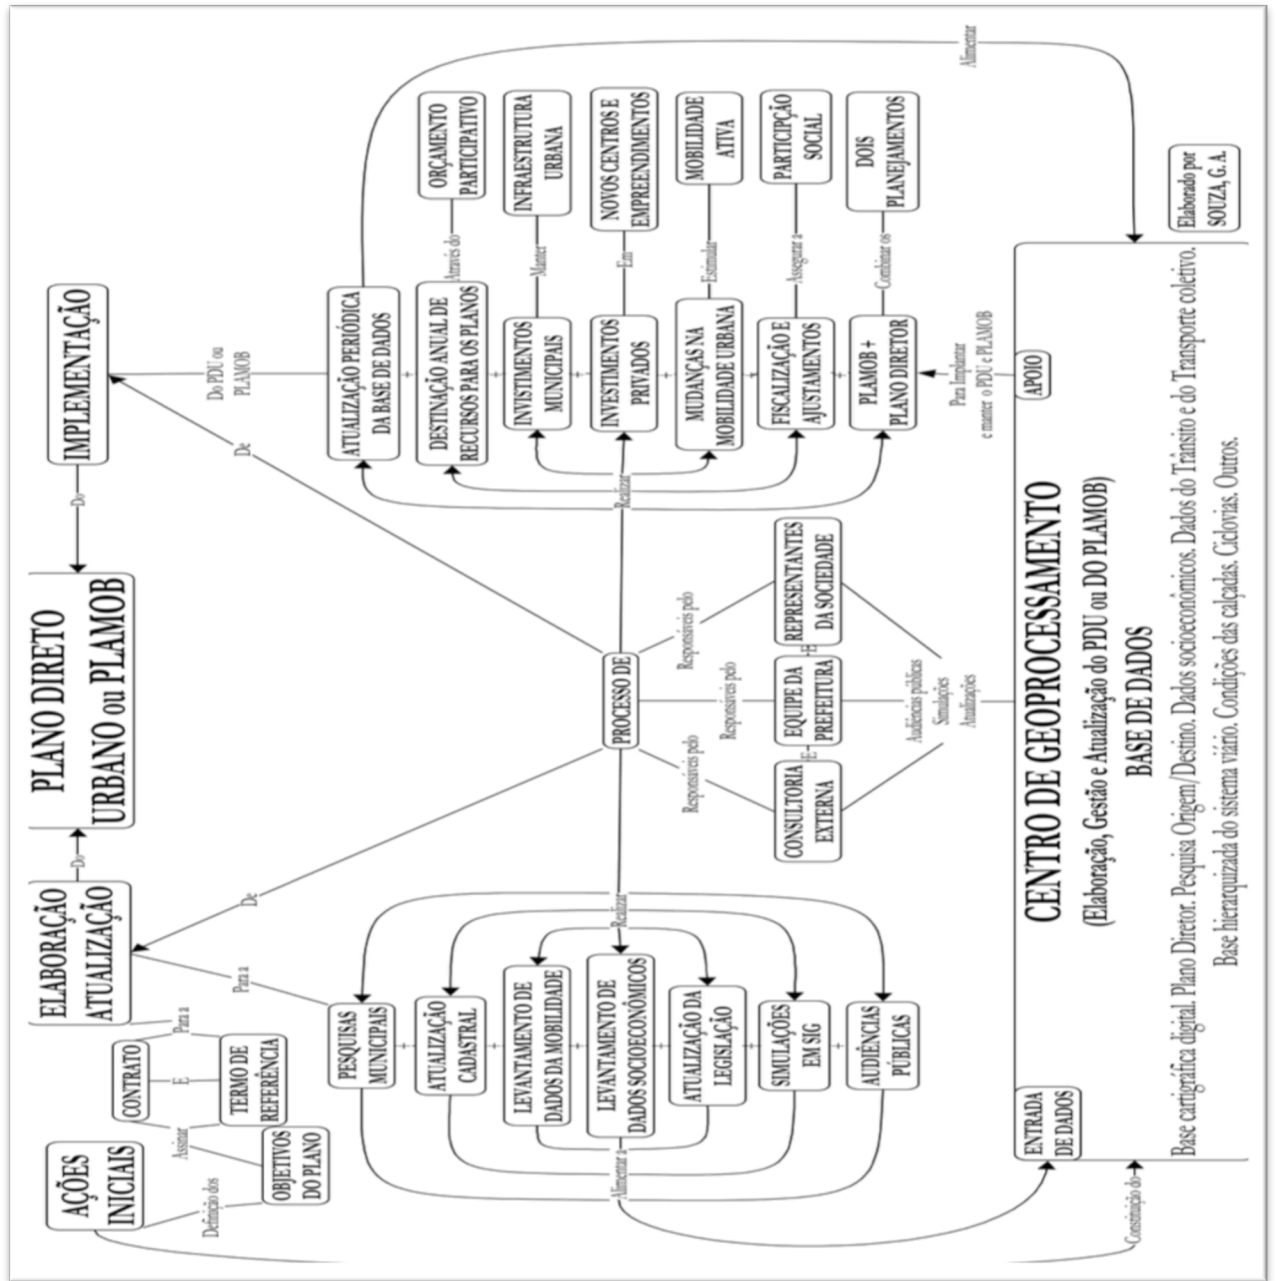 PLANO DIRETO
URBANO ou PLAMOB
AÇÕES
INICIAIS
ELABORAÇÃO
ATUALIZAÇÃO
Do
Do
IMPLEMENTAÇÃO
CONTRATO
E
TERMO DE
REFERÊNCIA
Para a
Assinar
Definição dos
OBJETIVOS
DO PLANO
Para a
De
De
Do PDU ou
PLAMOB
PESQUISAS
MUNICIPAIS
+
ATUALIZAÇÃO
CADASTRAL
+
LEVANTAMENTO DE
DADOS DA MOBILIDADE
+
LEVANTAMENTO DE
DADOS SOCIOECONÔMICOS
+
ATUALIZAÇÃO DA
LEGISLAÇÃO
+
SIMULAÇÕES
EM SIG
+
AUDIÊNCIAS
PÚBLICAS
Alimentar a
Realizar
PROCESSO DE
Realizar
Responsáveis pelo
Responsáveis pelo
Responsáveis pelo
CONSULTORIA
EXTERNA
E
EQUIPE DA
PREFEITURA
E
REPRESENTANTES
DA SOCIEDADE
Audiências públicas
Simulações
Atualizações
ATUALIZAÇÃO PERIÓDICA
DA BASE DE DADOS
+
DESTINAÇÃO ANUAL DE
RECURSOS PARA OS PLANOS
Através do
ORÇAMENTO
PARTICIPATIVO
+
INVISTIMENTOS
MUNICIPAIS
Manter
INFRAESTRUTURA
URBANA
+
INVESTIMENTOS
PRIVADOS
Em
NOVOS CENTROS E
EMPREENDIMENTOS
+
MUDANÇAS NA
MOBILIDADE URBANA
Estimular
MOBILIDADE
ATIVA
+
FISCALIZAÇÃO E
AJUSTAMENTOS
Assegurar a
PARTICIPÇÃO
SOCIAL
+
PLAMOB +
PLANO DIRETOR
Combinar os
DOIS
PLANEJAMENTOS
Alimentar
Para Implantar
e manter o PDU e PLAMOB
APOIO
ENTRADA
DE DADOS
Constituição do
CENTRO DE GEOPROCESSAMENTO
(Elaboração, Gestão e Atualização do PDU ou DO PLAMOB)
BASE DE DADOS
Base cartigráfica digital. Plano Diretor. Pesquisa Origem/Destino. Dados socioeconômicos. Dados do Trânsito e do Transporte coletivo.
Base hierarquizada do sistema viário. Condições das calçadas. Ciclovias. Outros.
Elaborado por
SOUZA, G. A.